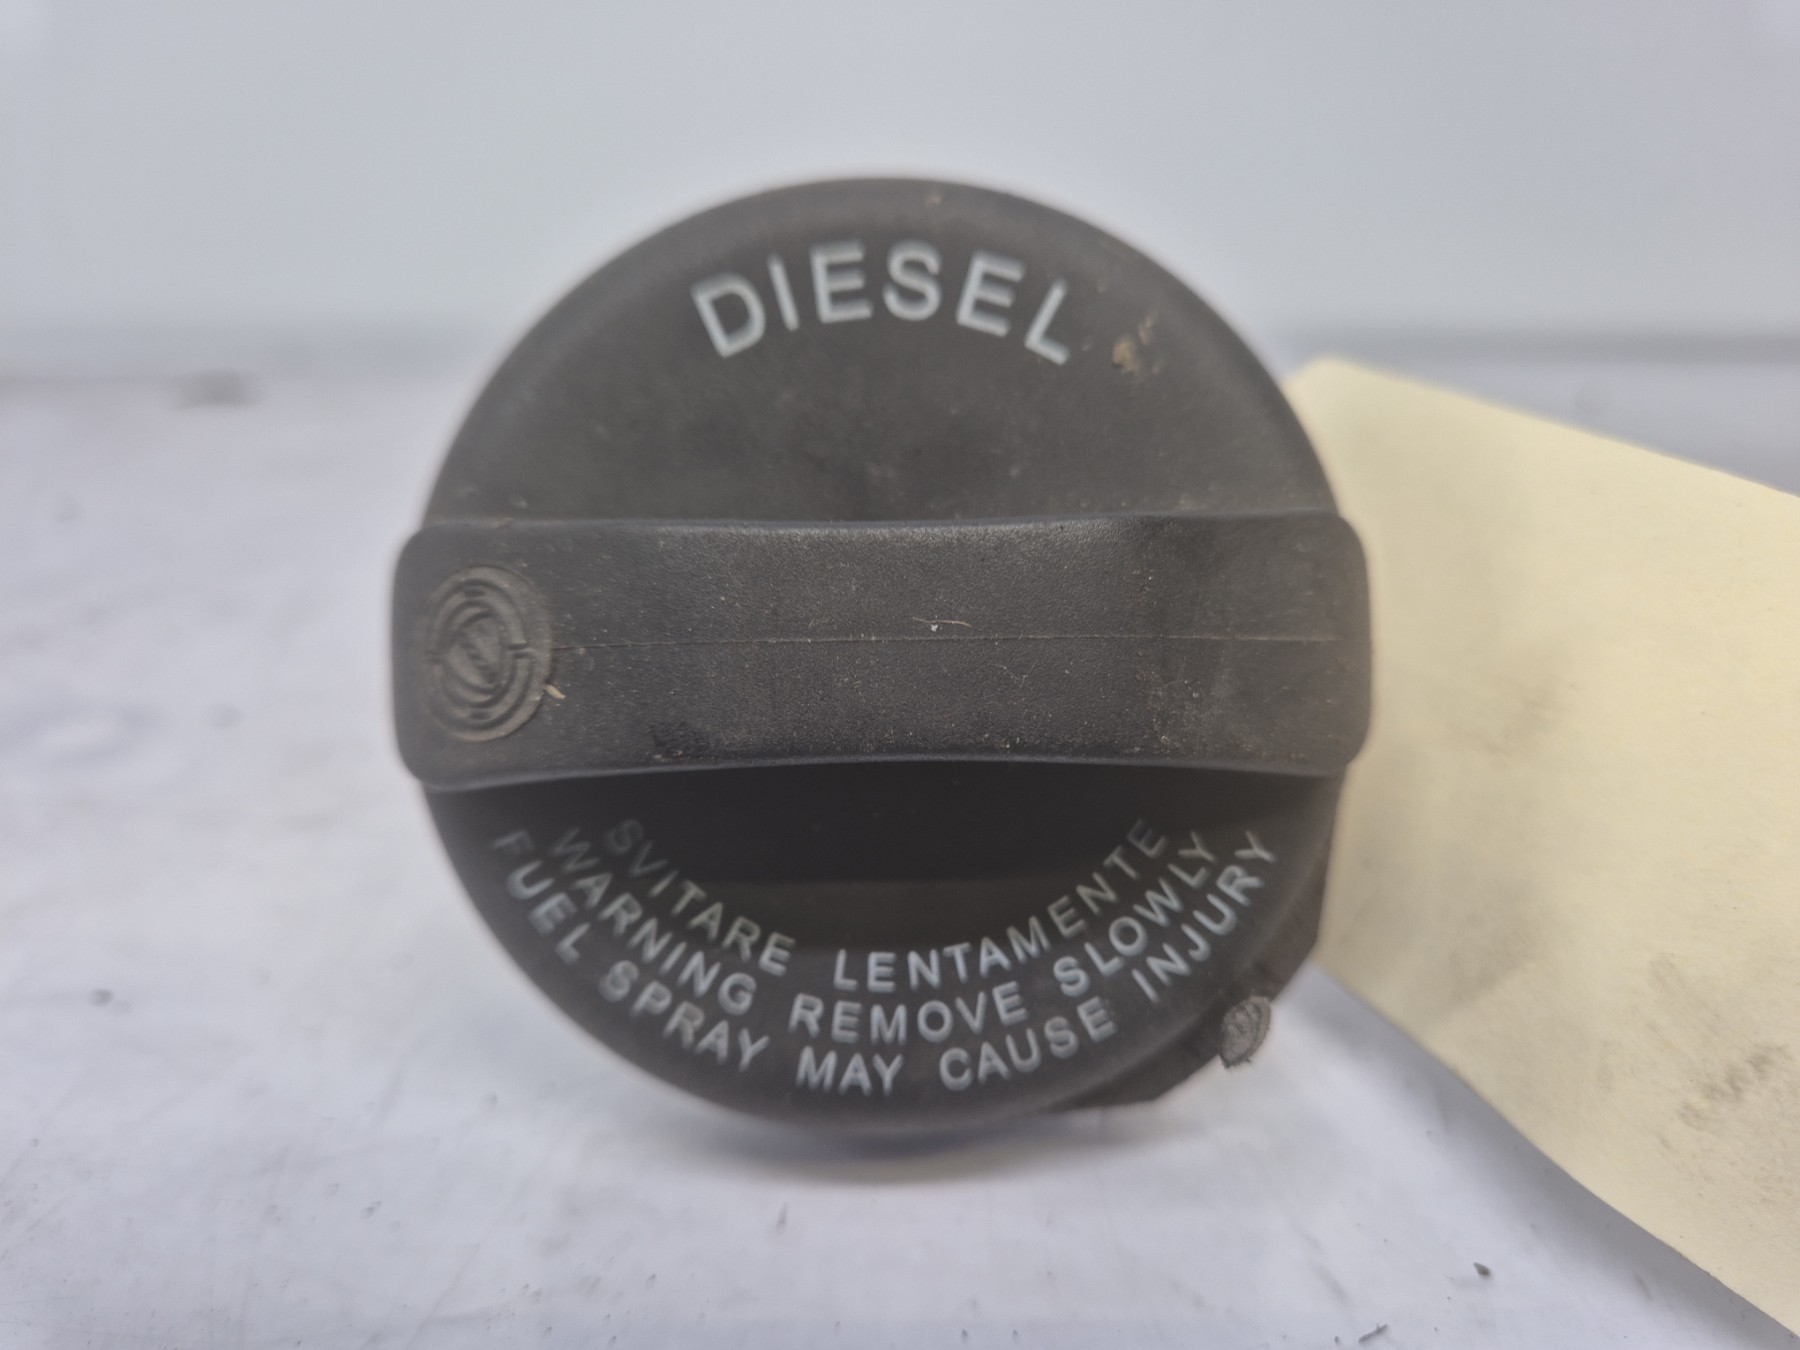 DIESEL
SVITARE LENTAMENTE
WARNING REMOVE SLOWLY
FUEL SPRAY MAY CAUSE INJURY